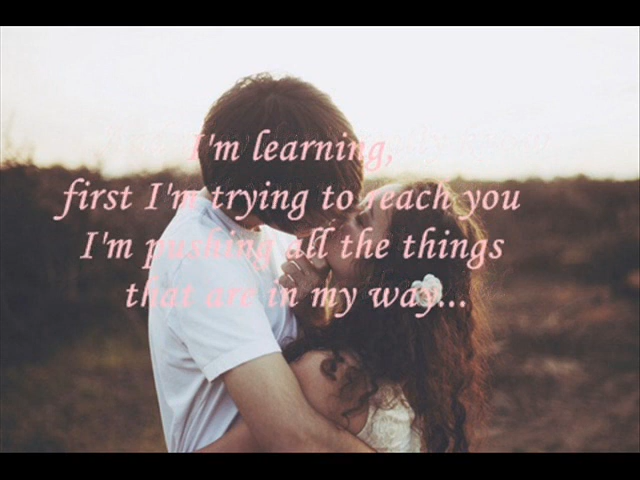 I'm learning,
first I'm trying to reach you
I'm pushing all the things
that are in my way...